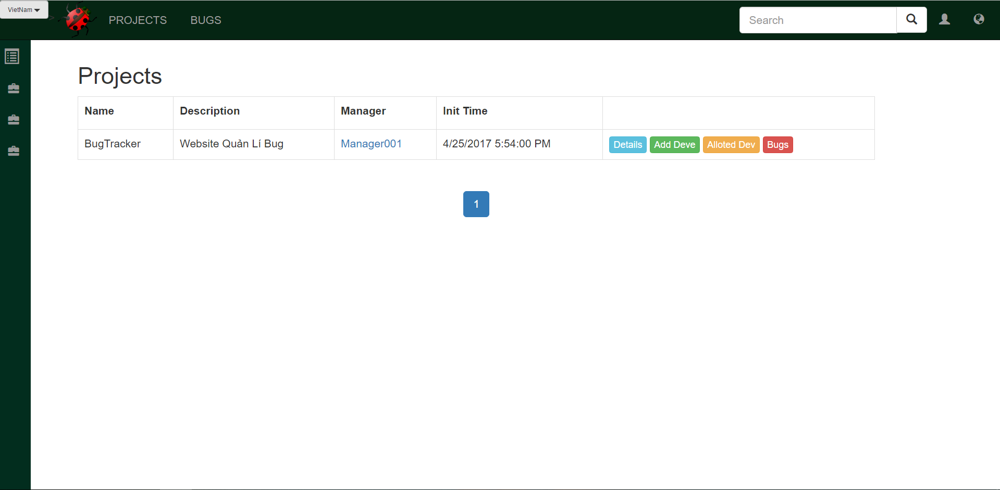 VietNam
>
PROJECTS BUGS Search
Projects
Name Description Manager Init Time
BugTracker Website Quản Lí Bug Manager001 4/25/2017 5:54:00 PM Details Add Deve Alloted Dev Bugs
1